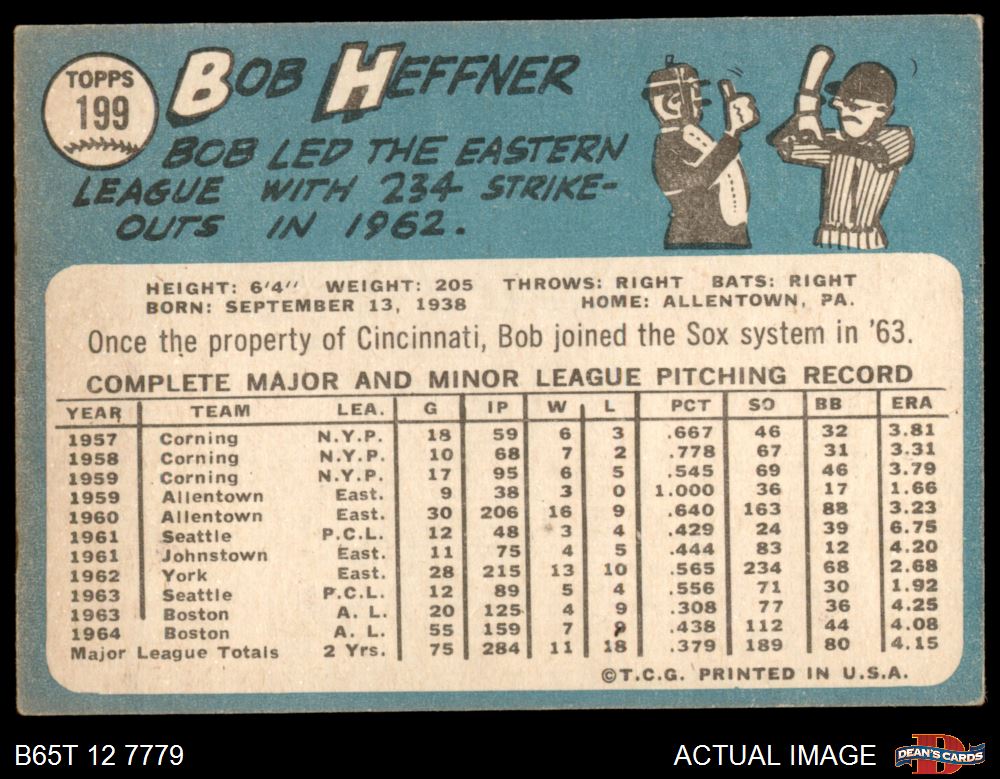 TOPPS
199
BOB HEFFNER
BOB LED THE EASTERN
LEAGUE WITH 234 STRIKE-
OUTS IN 1962.
HEIGHT: 6'4" WEIGHT: 205 THROWS: RIGHT BATS: RIGHT
BORN: SEPTEMBER 13, 1938 HOME: ALLENTOWN, PA.
Once the property of Cincinnati, Bob joined the Sox system in '63.
COMPLETE MAJOR AND MINOR LEAGUE PITCHING RECORD
YEAR TEAM LEA. G IP W L PCT SO BB ERA
1957 Corning N.Y.P. 18 59 6 3 .667 46 32 3.81
1958 Corning N.Y.P. 10 68 7 2 .778 67 31 3.31
1959 Corning N.Y.P. 17 95 6 5 .545 69 46 3.79
1959 Allentown East. 9 38 3 0 1.000 36 17 1.66
1960 Allentown East. 30 206 16 9 .640 163 88 3.23
1961 Seattle P.C.L. 12 48 3 4 .429 24 39 6.75
1961 Johnstown East. 11 75 4 5 .444 83 12 4.20
1962 York East. 28 215 13 10 .565 234 68 2.68
1963 Seattle P.C.L. 12 89 5 4 .556 71 30 1.92
1963 Boston A. L. 20 125 4 9 .308 77 36 4.25
1964 Boston A. L. 55 159 7 9 .438 112 44 4.08
Major League Totals 2 Yrs. 75 284 11 18 .379 189 80 4.15
©T.C.G. PRINTED IN U.S.A.
B65T 12 7779 ACTUAL IMAGE
DEAN'S CARDS